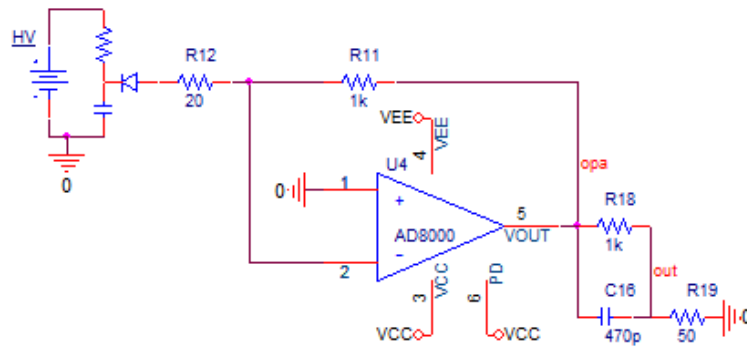 HV
R12
R11
20
1k
VEE
VEE
4
0
U4
opa
0
1
+
5
R18
AD8000
VOUT
1k
-
out
2
VCC
PD
C16
R19
3
6
0
VCC
VCC
470p
50